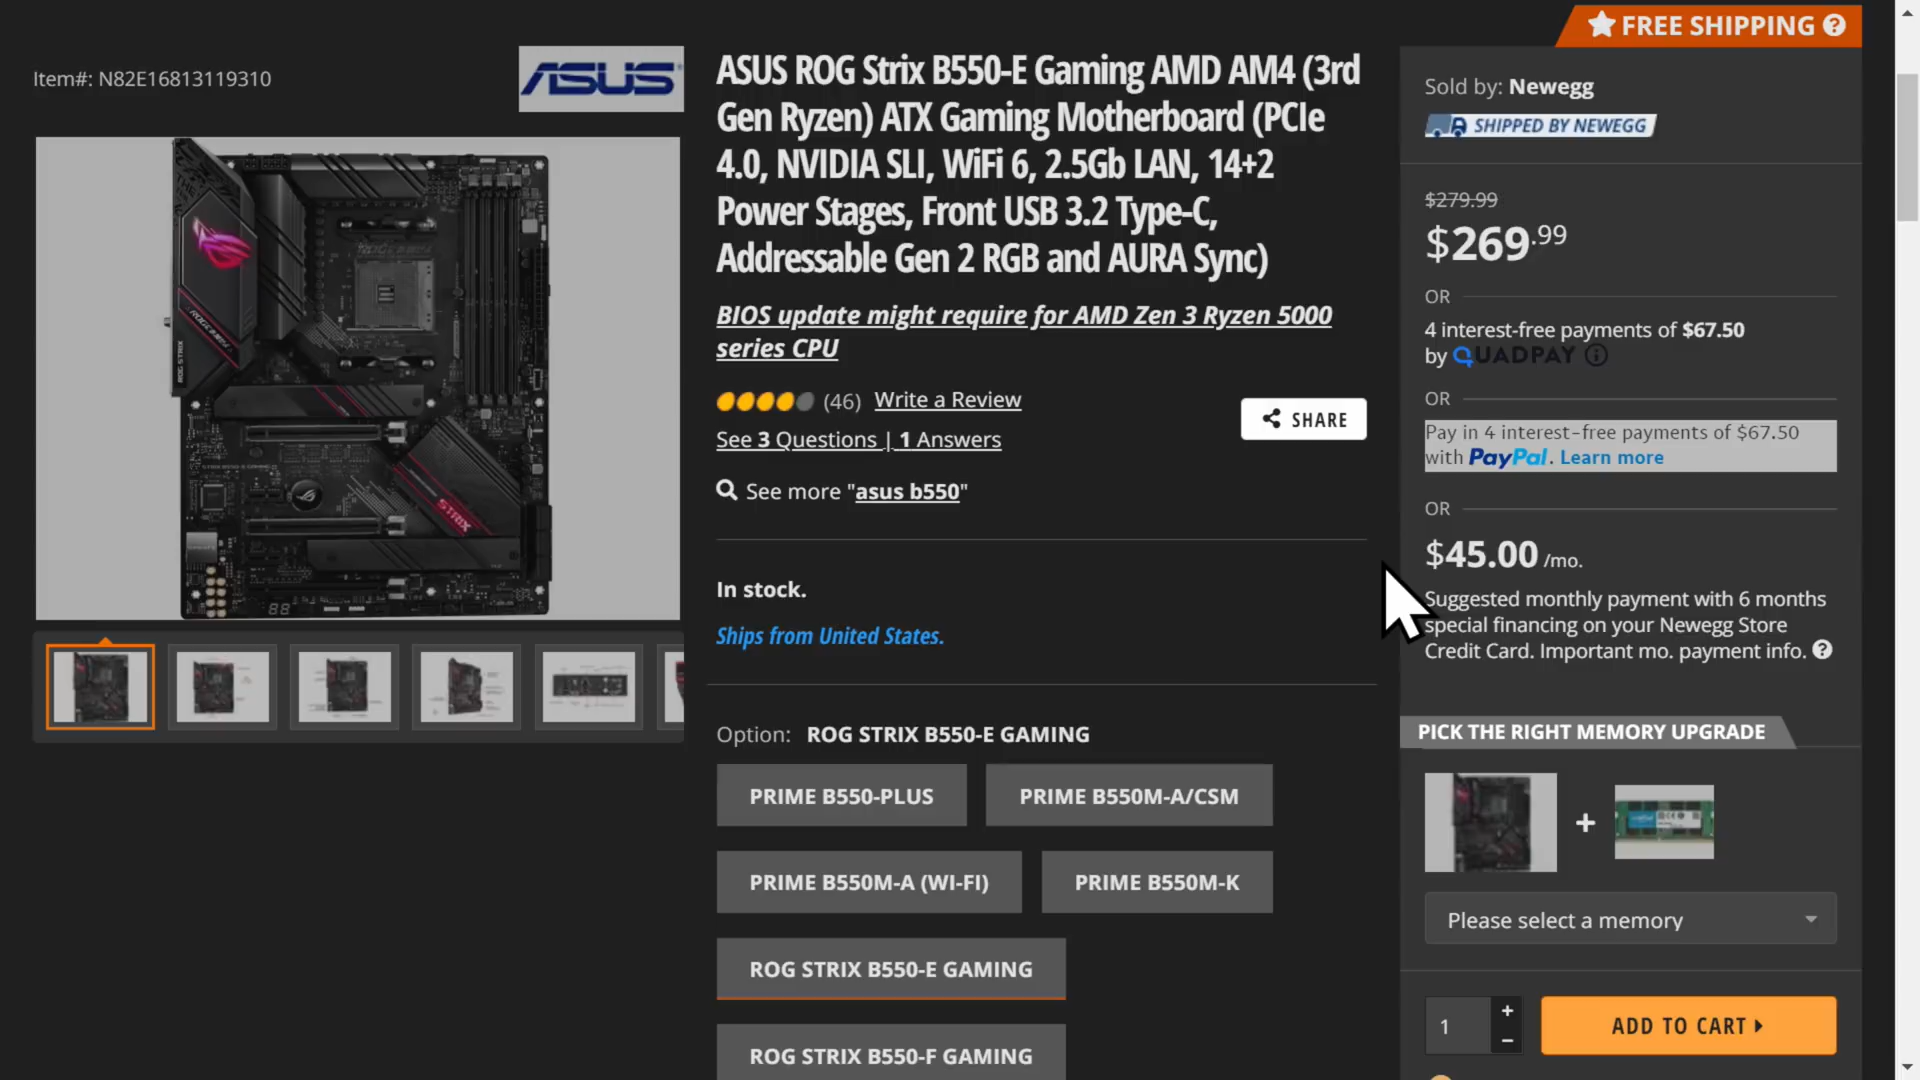 FREE SHIPPING
Item#: N82E16813119310
ASUS
ASUS ROG Strix B550-E Gaming AMD AM4 (3rd
Gen Ryzen) ATX Gaming Motherboard (PCIe
4.0, NVIDIA SLI, WiFi 6, 2.5Gb LAN, 14+2
Power Stages, Front USB 3.2 Type-C,
Addressable Gen 2 RGB and AURA Sync)
BIOS update might require for AMD Zen 3 Ryzen 5000
series CPU
(46) Write a Review
See 3 Questions | 1 Answers
SHARE
See more "asus b550"
In stock.
Ships from United States.
Option: ROG STRIX B550-E GAMING
PRIME B550-PLUS
PRIME B550M-A/CSM
PRIME B550M-A (WI-FI)
PRIME B550M-K
ROG STRIX B550-E GAMING
ROG STRIX B550-F GAMING
Sold by: Newegg
SHIPPED BY NEWEGG
$279.99
$269.99
OR
4 interest-free payments of $67.50
by QUADPAY
OR
Pay in 4 interest-free payments of $67.50
with PayPal. Learn more
OR
$45.00 /mo.
Suggested monthly payment with 6 months
special financing on your Newegg Store
Credit Card. Important mo. payment info.
PICK THE RIGHT MEMORY UPGRADE
+
Please select a memory
1
+
-
ADD TO CART
STRIX
ROG STRIX